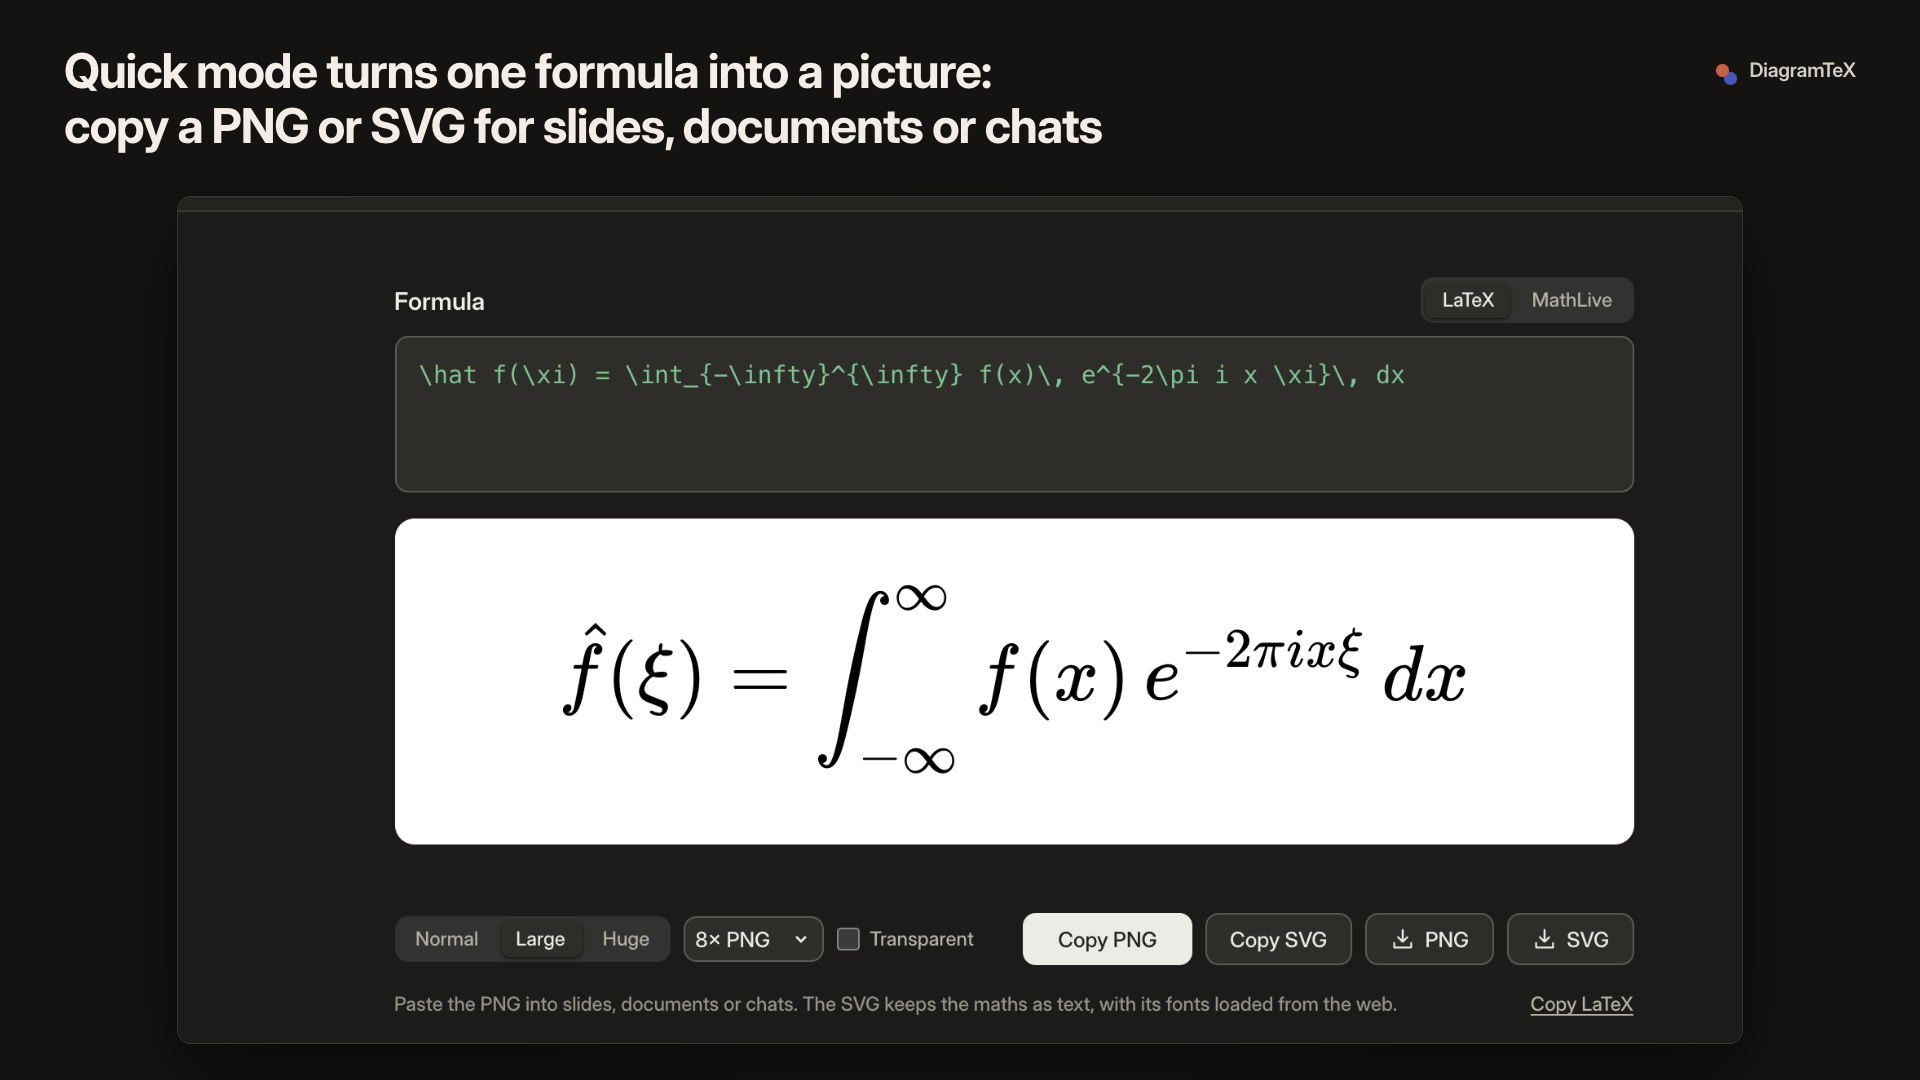 Quick mode turns one formula into a picture:
copy a PNG or SVG for slides, documents or chats
DiagramTeX
Formula
LaTeX MathLive
\hat f(\xi) = \int_{-\infty}^{\infty} f(x)\, e^{-2\pi i x \xi}\, dx
f̂(ξ) = ∫_{−∞}^{∞} f(x) e^{−2πixξ} dx
Normal Large Huge 8× PNG Transparent Copy PNG Copy SVG PNG SVG
Paste the PNG into slides, documents or chats. The SVG keeps the maths as text, with its fonts loaded from the web. Copy LaTeX